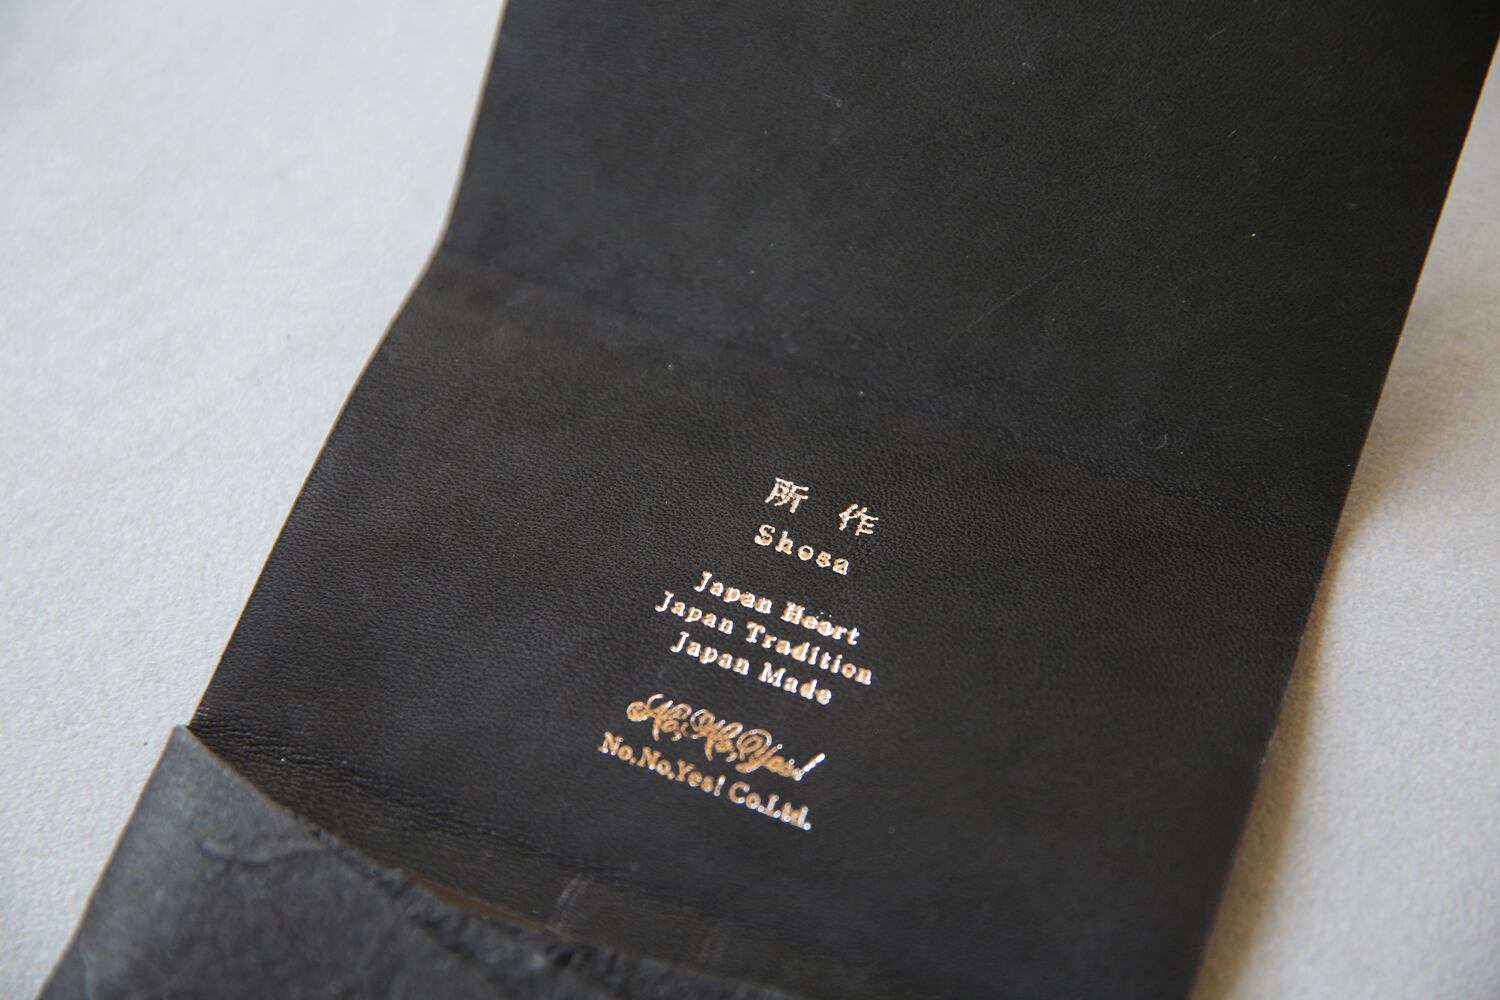 所作
Shosa
Japan Heart
Japan Tradition
Japan Made
No, No, Yes!
No,No,Yes! Co.Ltd.